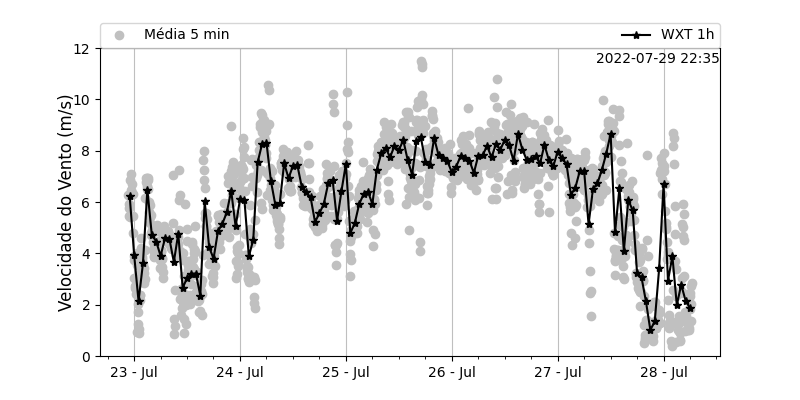 Média 5 min
WXT 1h
2022-07-29 22:35
Velocidade do Vento (m/s)
12
10
8
6
4
2
0
23 - Jul
24 - Jul
25 - Jul
26 - Jul
27 - Jul
28 - Jul